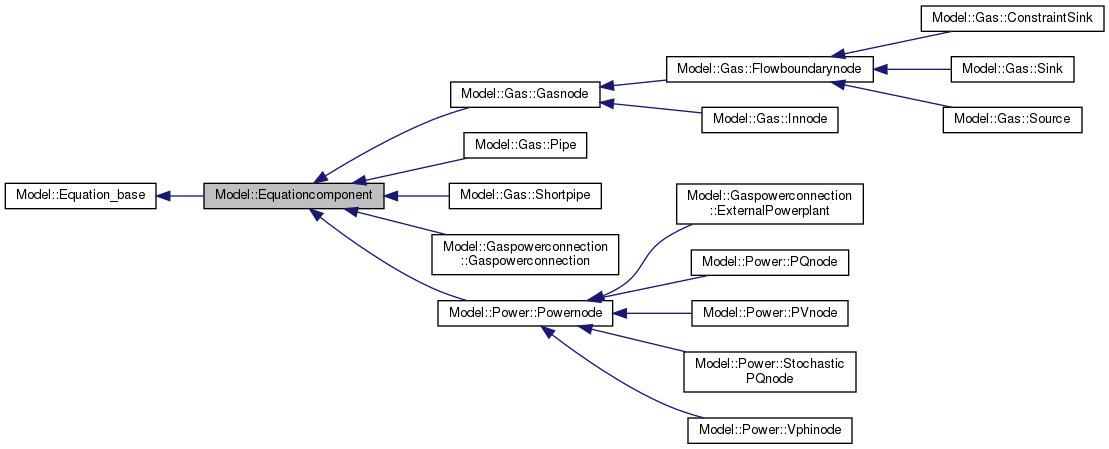 Model::Equation_base
Model::Equationcomponent
Model::Gas::Gasnode
Model::Gas::Pipe
Model::Gas::Shortpipe
Model::Gaspowerconnection
::Gaspowerconnection
Model::Power::Powernode
Model::Gas::Flowboundarynode
Model::Gas::Innode
Model::Gaspowerconnection
::ExternalPowerplant
Model::Power::PQnode
Model::Power::PVnode
Model::Power::Stochastic
PQnode
Model::Power::Vphinode
Model::Gas::ConstraintSink
Model::Gas::Sink
Model::Gas::Source